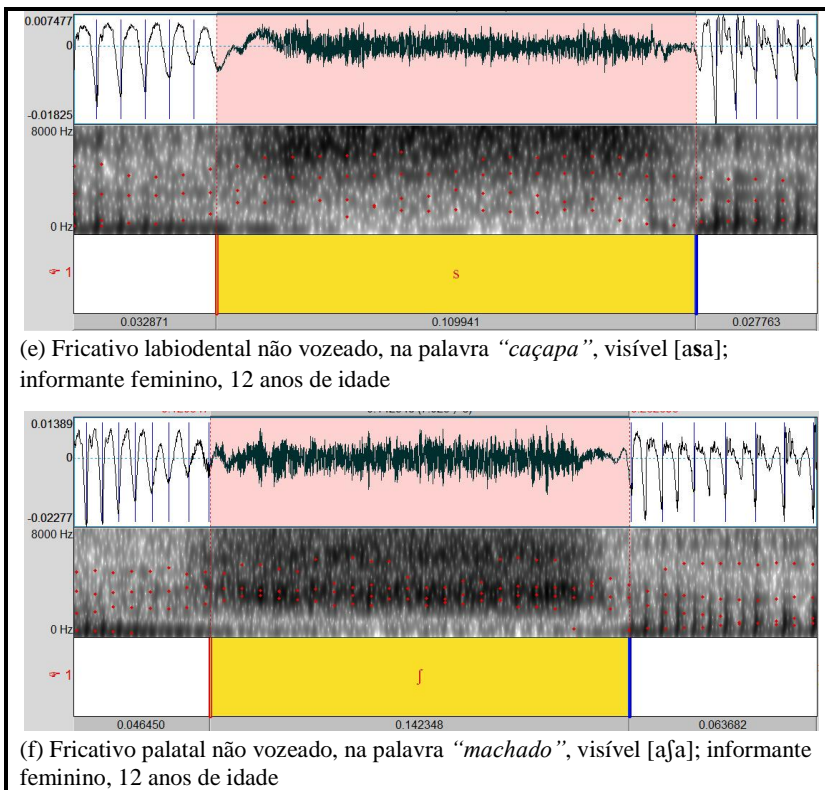 0.007477
0
-0.01825
8000 Hz
0 Hz
☞ 1
s
0.032871
0.109941
0.027763
(e) Fricativo labiodental não vozeado, na palavra “caçapa”, visível [asa];
informante feminino, 12 anos de idade
0.01389
0
-0.02277
8000 Hz
0 Hz
☞ 1
ʃ
0.046450
0.142348
0.063682
(f) Fricativo palatal não vozeado, na palavra “machado”, visível [aʃa]; informante
feminino, 12 anos de idade